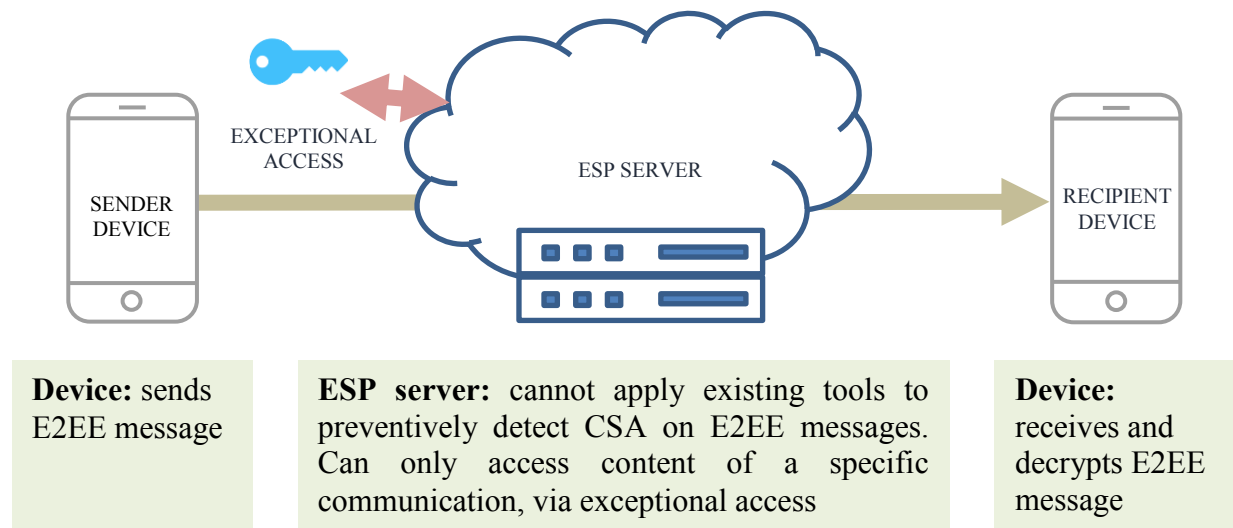 EXCEPTIONAL
ACCESS
ESP SERVER
SENDER
DEVICE
RECIPIENT
DEVICE
Device: sends
E2EE message
ESP server: cannot apply existing tools to
preventively detect CSA on E2EE messages.
Can only access content of a specific
communication, via exceptional access
Device:
receives and
decrypts E2EE
message